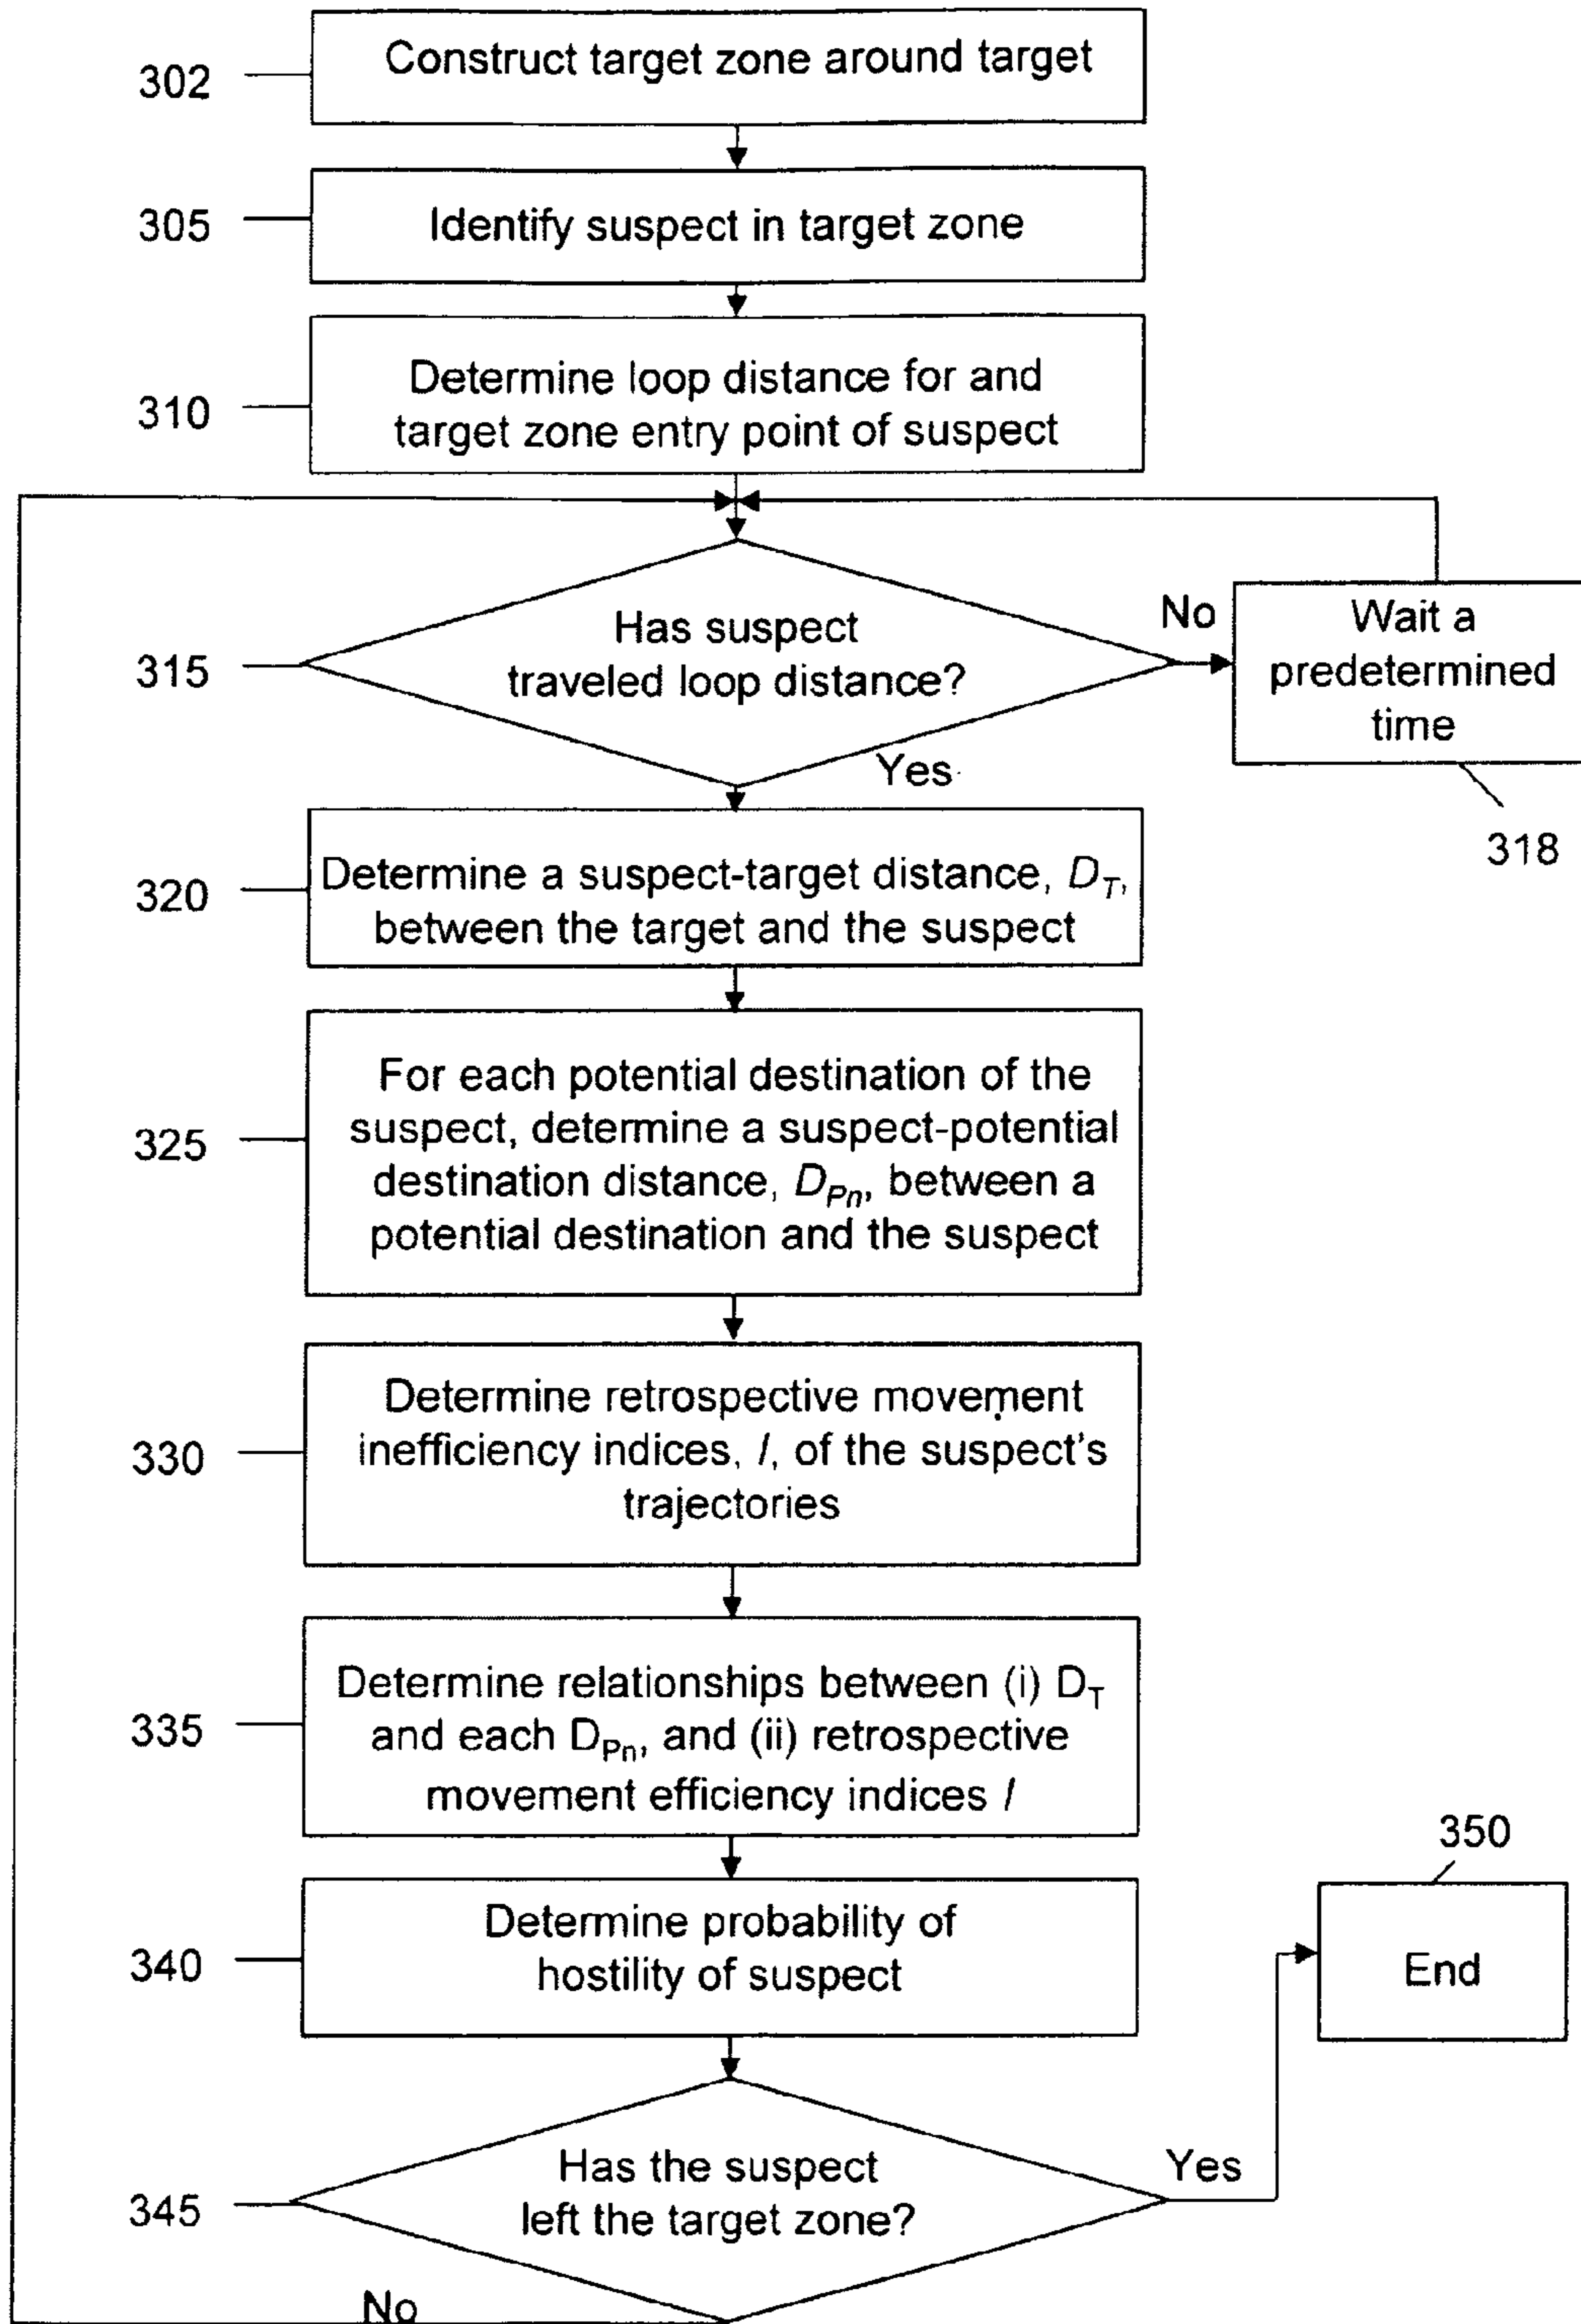 302
Construct target zone around target
305
Identify suspect in target zone
310
Determine loop distance for and
target zone entry point of suspect
315
Has suspect
traveled loop distance?
No
Wait a
predetermined
time
318
Yes
320
Determine a suspect-target distance, D_T,
between the target and the suspect
325
For each potential destination of the
suspect, determine a suspect-potential
destination distance, D_Pn, between a
potential destination and the suspect
330
Determine retrospective movement
inefficiency indices, I, of the suspect's
trajectories
335
Determine relationships between (i) D_T
and each D_Pn, and (ii) retrospective
movement efficiency indices I
340
Determine probability of
hostility of suspect
350
End
345
Has the suspect
left the target zone?
Yes
No